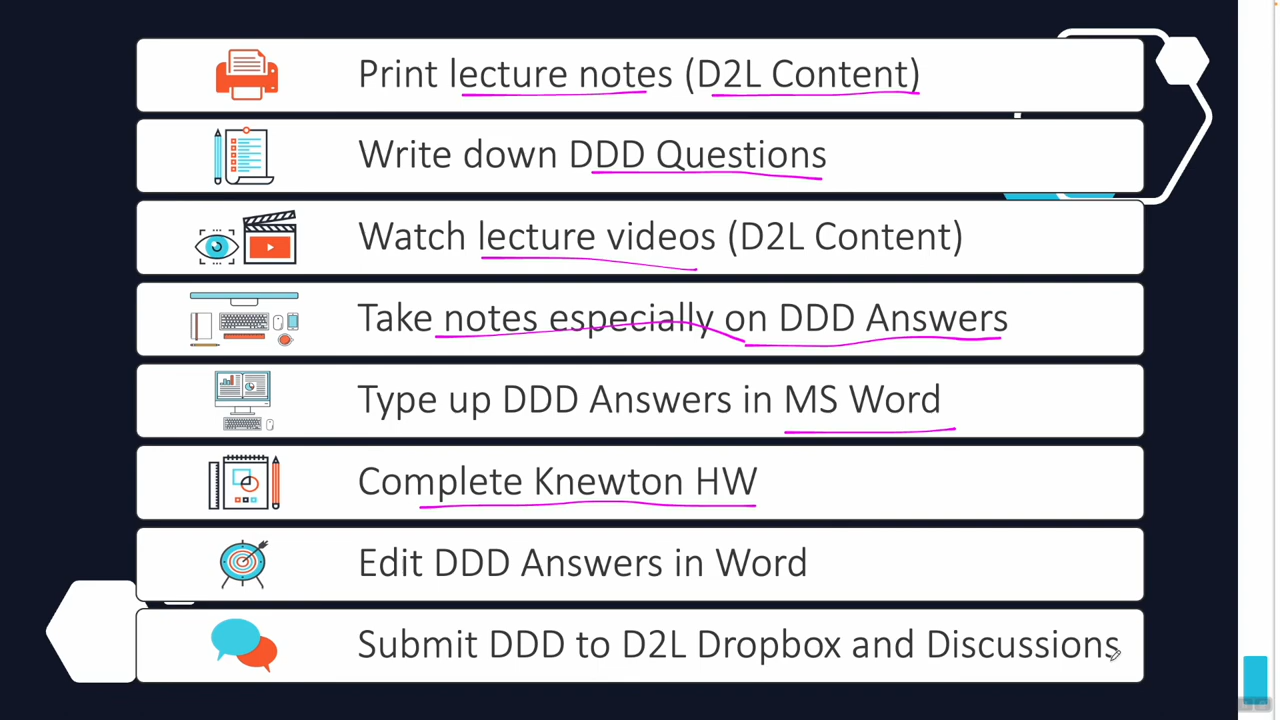 Print lecture notes (D2L Content)
Write down DDD Questions
Watch lecture videos (D2L Content)
Take notes especially on DDD Answers
Type up DDD Answers in MS Word
Complete Knewton HW
Edit DDD Answers in Word
Submit DDD to D2L Dropbox and Discussions